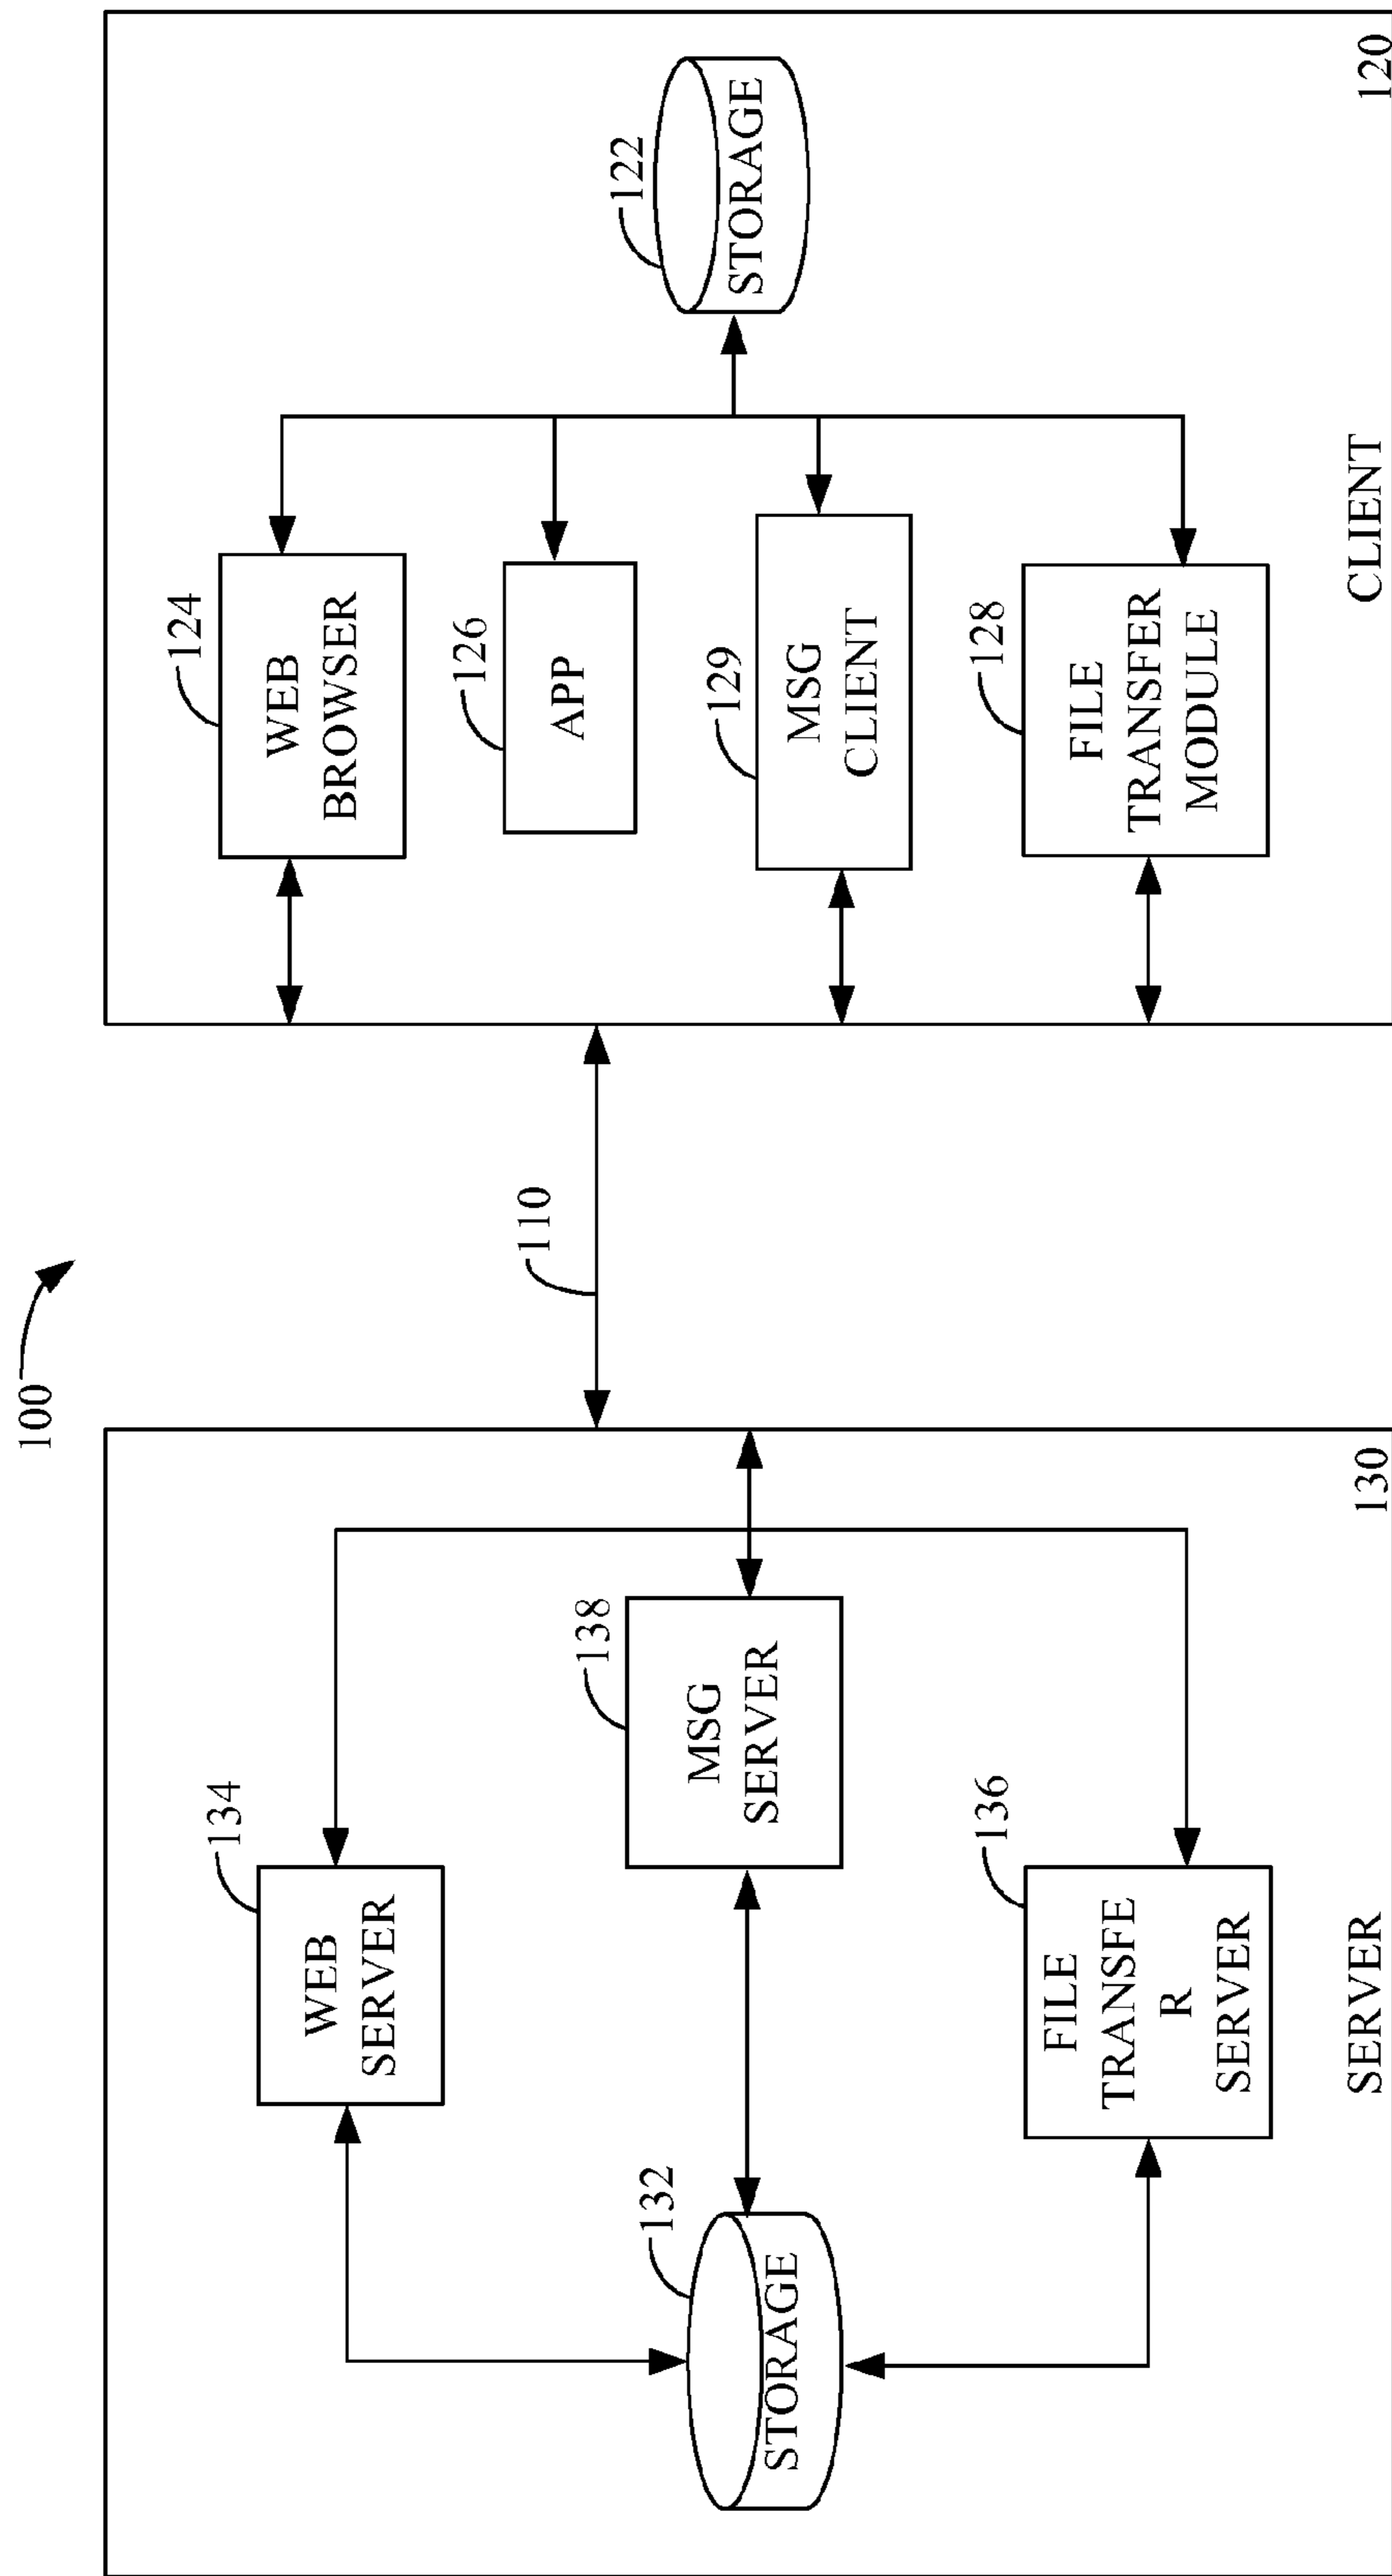 100
134
WEB
SERVER
138
MSG
SERVER
132
STORAGE
136
FILE
TRANSFE
R
SERVER
SERVER
130
110
124
WEB
BROWSER
126
APP
129
MSG
CLIENT
128
FILE
TRANSFER
MODULE
122
STORAGE
CLIENT
120